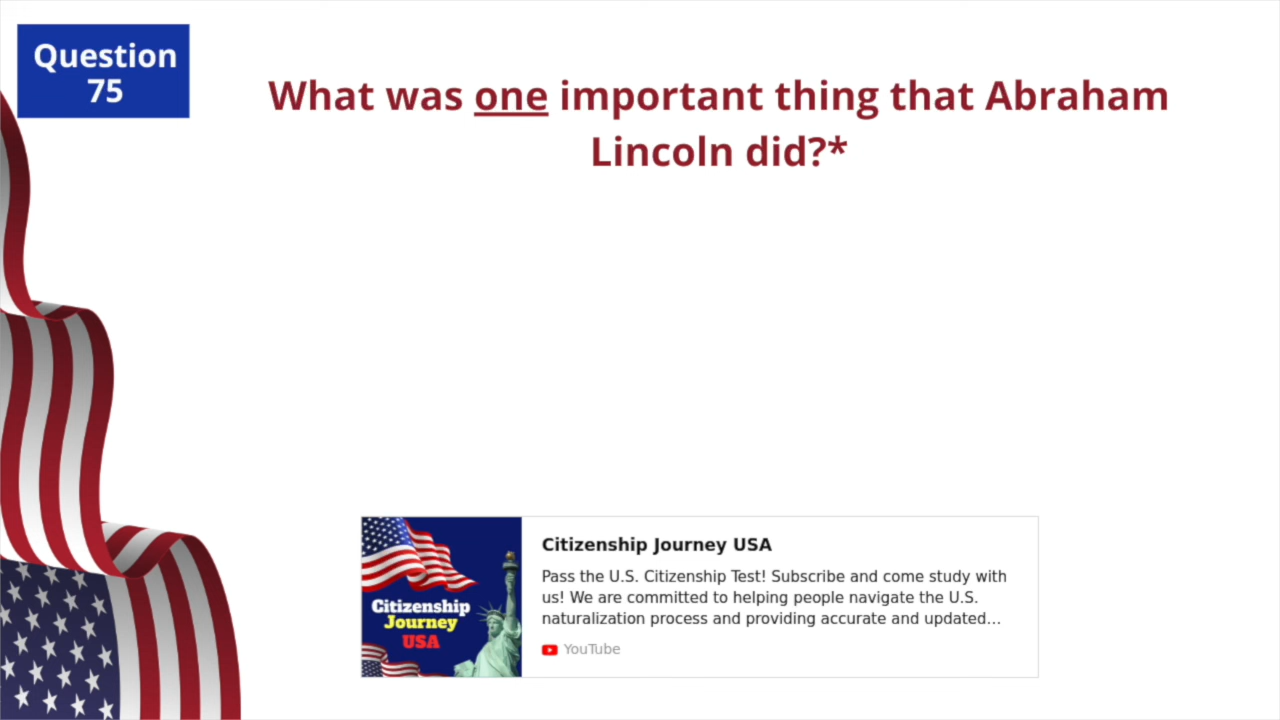 Question
75
What was one important thing that Abraham
Lincoln did?*
Citizenship
Journey
USA
Citizenship Journey USA
Pass the U.S. Citizenship Test! Subscribe and come study with
us! We are committed to helping people navigate the U.S.
naturalization process and providing accurate and updated...
YouTube